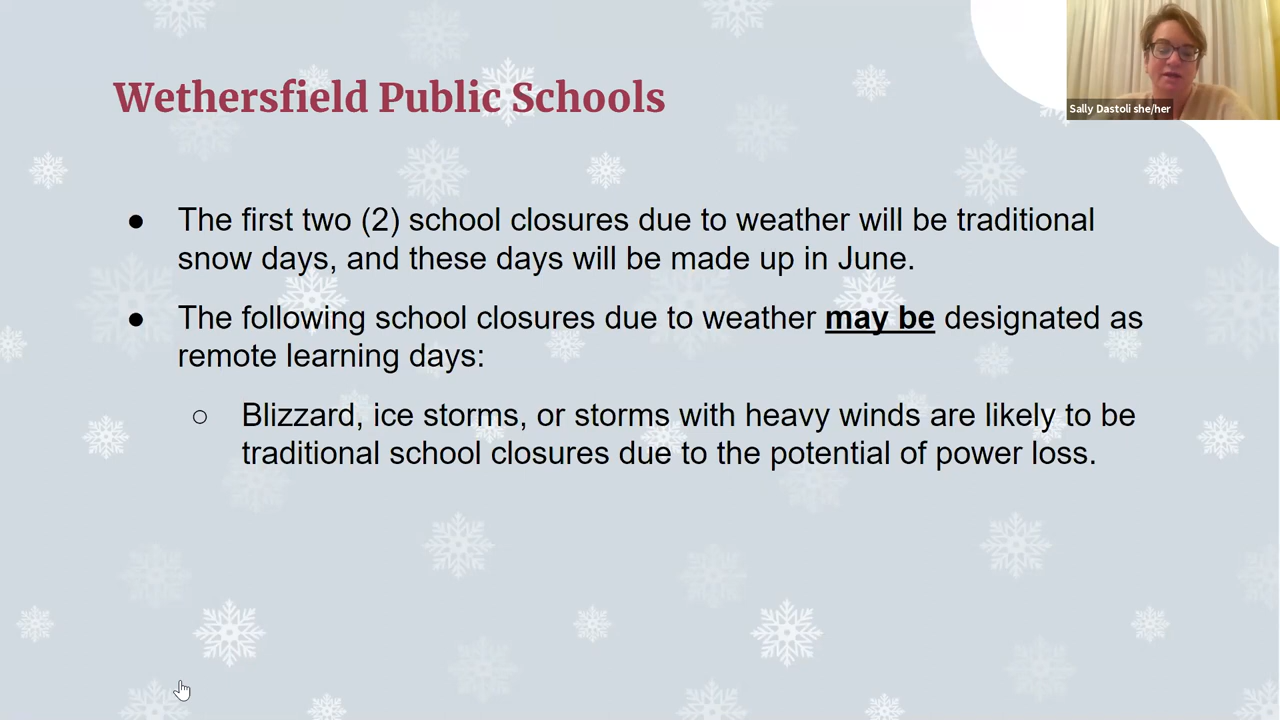 Wethersfield Public Schools
Sally Dastoli she/her
● The first two (2) school closures due to weather will be traditional
snow days, and these days will be made up in June.
● The following school closures due to weather may be designated as
remote learning days:
○ Blizzard, ice storms, or storms with heavy winds are likely to be
traditional school closures due to the potential of power loss.